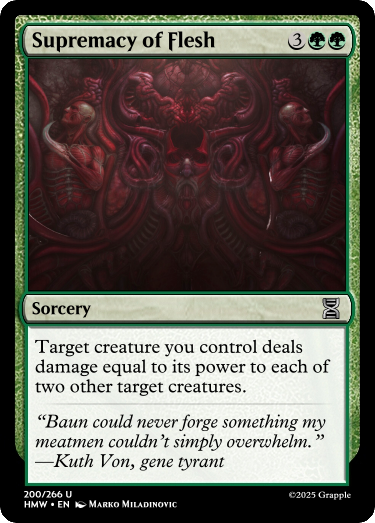 Supremacy of Flesh 3
Sorcery
Target creature you control deals
damage equal to its power to each of
two other target creatures.
“Baun could never forge something my
meatmen couldn’t simply overwhelm.”
—Kuth Von, gene tyrant
200/266 U
HMW • EN Marko Miladinovic
©2025 Grapple